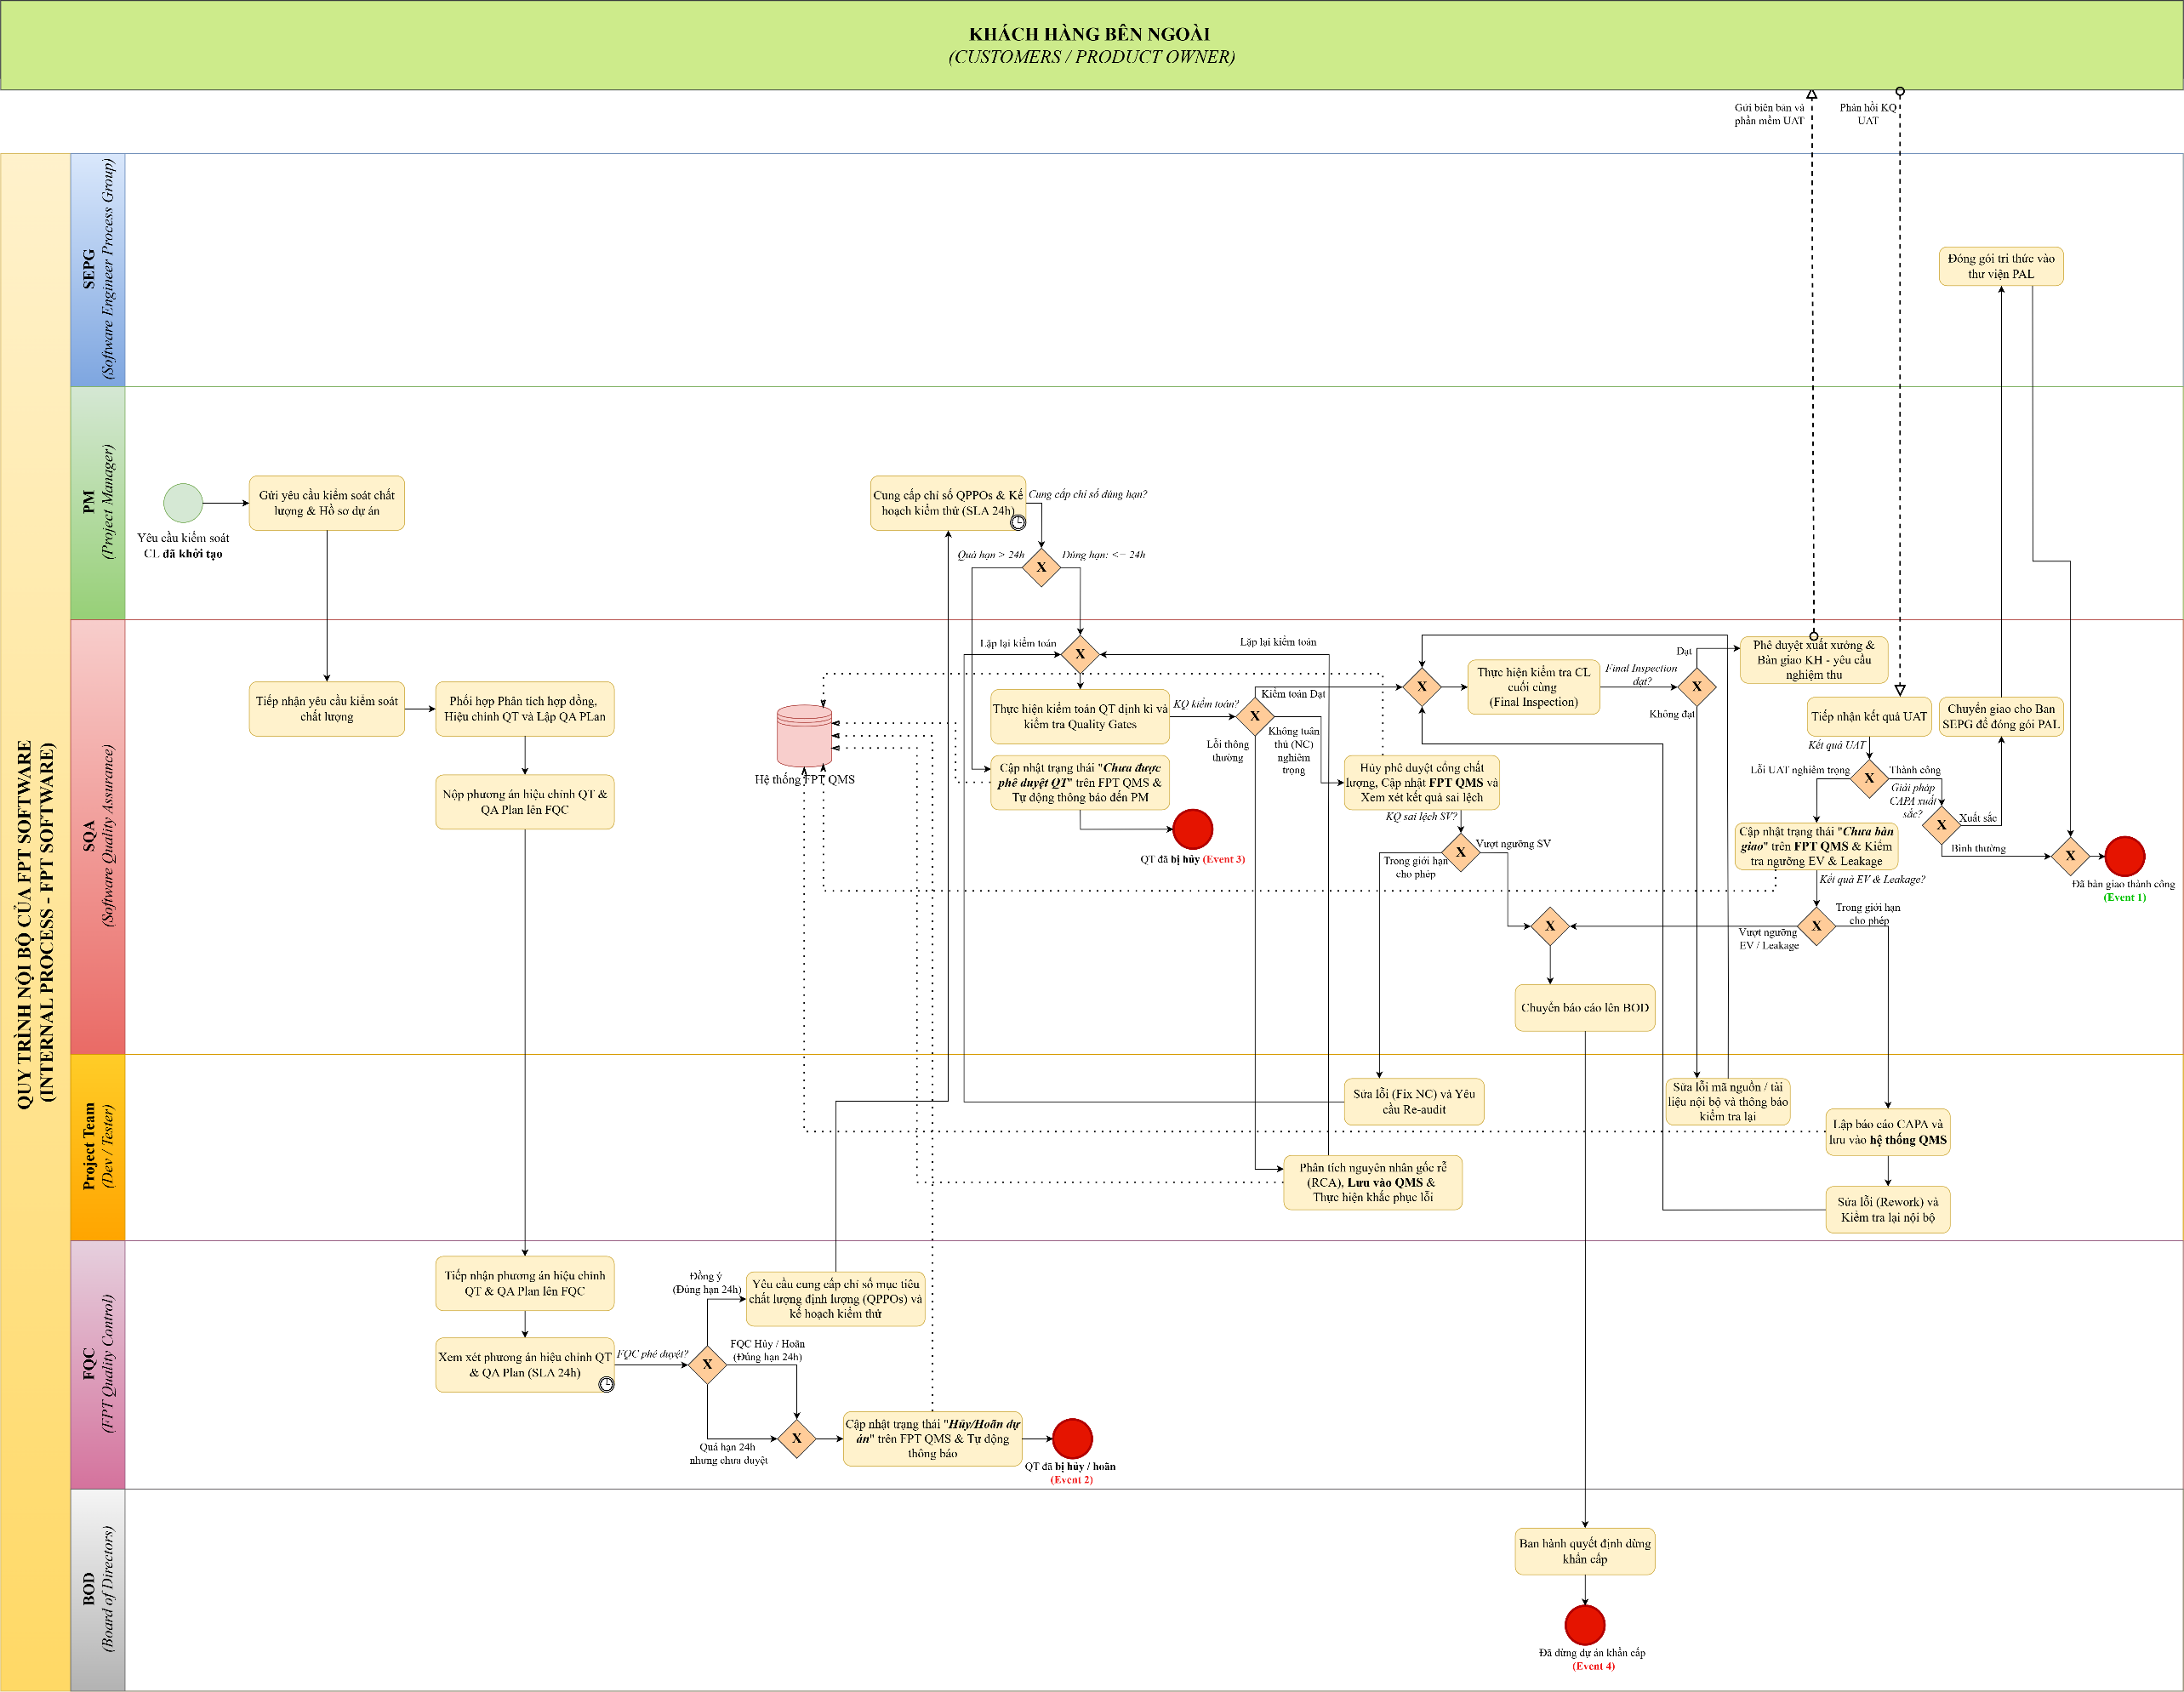 KHÁCH HÀNG BÊN NGOÀI
(CUSTOMERS / PRODUCT OWNER)
Gửi biên bản và
phần mềm UAT
Phản hồi KQ
UAT
QUY TRÌNH NỘI BỘ CỦA FPT SOFTWARE
(INTERNAL PROCESS - FPT SOFTWARE)
SEPG
(Software Engineer Process Group)
Đóng gói tri thức vào
thư viện PAL
PM
(Project Manager)
Yêu cầu kiểm soát
CL đã khởi tạo
Gửi yêu cầu kiểm soát chất
lượng & Hồ sơ dự án
Cung cấp chỉ số QPPOs & Kế
hoạch kiểm thử (SLA 24h)
Cung cấp chỉ số đúng hạn?
Quá hạn > 24h
X
Đúng hạn: <= 24h
SQA
(Software Quality Assurance)
Tiếp nhận yêu cầu kiểm soát
chất lượng
Phối hợp Phân tích hợp đồng,
Hiệu chỉnh QT và Lập QA PLan
Nộp phương án hiệu chỉnh QT &
QA Plan lên FQC
Hệ thống FPT QMS
Lặp lại kiểm toán
X
Lặp lại kiểm toán
Thực hiện kiểm toán QT định kì và
kiểm tra Quality Gates
KQ kiểm toán?
X
Kiểm toán Đạt
Lỗi thông
thường
Không tuân
thủ (NC)
nghiêm
trọng
Cập nhật trạng thái "Chưa được
phê duyệt QT" trên FPT QMS &
Tự động thông báo đến PM
QT đã bị hủy (Event 3)
Hủy phê duyệt cổng chất
lượng, Cập nhật FPT QMS và
Xem xét kết quả sai lệch
KQ sai lệch SV?
X
Vượt ngưỡng SV
Trong giới hạn
cho phép
X
Thực hiện kiểm tra CL
cuối cùng
(Final Inspection)
Final Inspection
đạt?
X
Đạt
Không đạt
Phê duyệt xuất xưởng &
Bàn giao KH - yêu cầu
nghiệm thu
Tiếp nhận kết quả UAT
Kết quả UAT
Lỗi UAT nghiêm trọng
X
Thành công
Giải pháp
CAPA xuất
sắc?
X
Xuất sắc
Bình thường
Chuyển giao cho Ban
SEPG để đóng gói PAL
X
Đã bàn giao thành công
(Event 1)
Cập nhật trạng thái "Chưa bàn
giao" trên FPT QMS & Kiểm
tra ngưỡng EV & Leakage
Kết quả EV & Leakage?
X
Trong giới hạn
cho phép
Vượt ngưỡng
EV / Leakage
X
Chuyển báo cáo lên BOD
Project Team
(Dev / Tester)
Sửa lỗi (Fix NC) và Yêu
cầu Re-audit
Sửa lỗi mã nguồn / tài
liệu nội bộ và thông báo
kiểm tra lại
Lập báo cáo CAPA và
lưu vào hệ thống QMS
Phân tích nguyên nhân gốc rễ
(RCA), Lưu vào QMS &
Thực hiện khắc phục lỗi
Sửa lỗi (Rework) và
Kiểm tra lại nội bộ
FQC
(FPT Quality Control)
Tiếp nhận phương án hiệu chỉnh
QT & QA Plan lên FQC
Xem xét phương án hiệu chỉnh QT
& QA Plan (SLA 24h)
FQC phê duyệt?
X
Đồng ý
(Đúng hạn 24h)
Yêu cầu cung cấp chỉ số mục tiêu
chất lượng định lượng (QPPOs) và
kế hoạch kiểm thử
FQC Hủy / Hoãn
(Đúng hạn 24h)
Quá hạn 24h
nhưng chưa duyệt
X
Cập nhật trạng thái "Hủy/Hoãn dự
án" trên FPT QMS & Tự động
thông báo
QT đã bị hủy / hoãn
(Event 2)
BOD
(Board of Directors)
Ban hành quyết định dừng
khẩn cấp
Đã dừng dự án khẩn cấp
(Event 4)